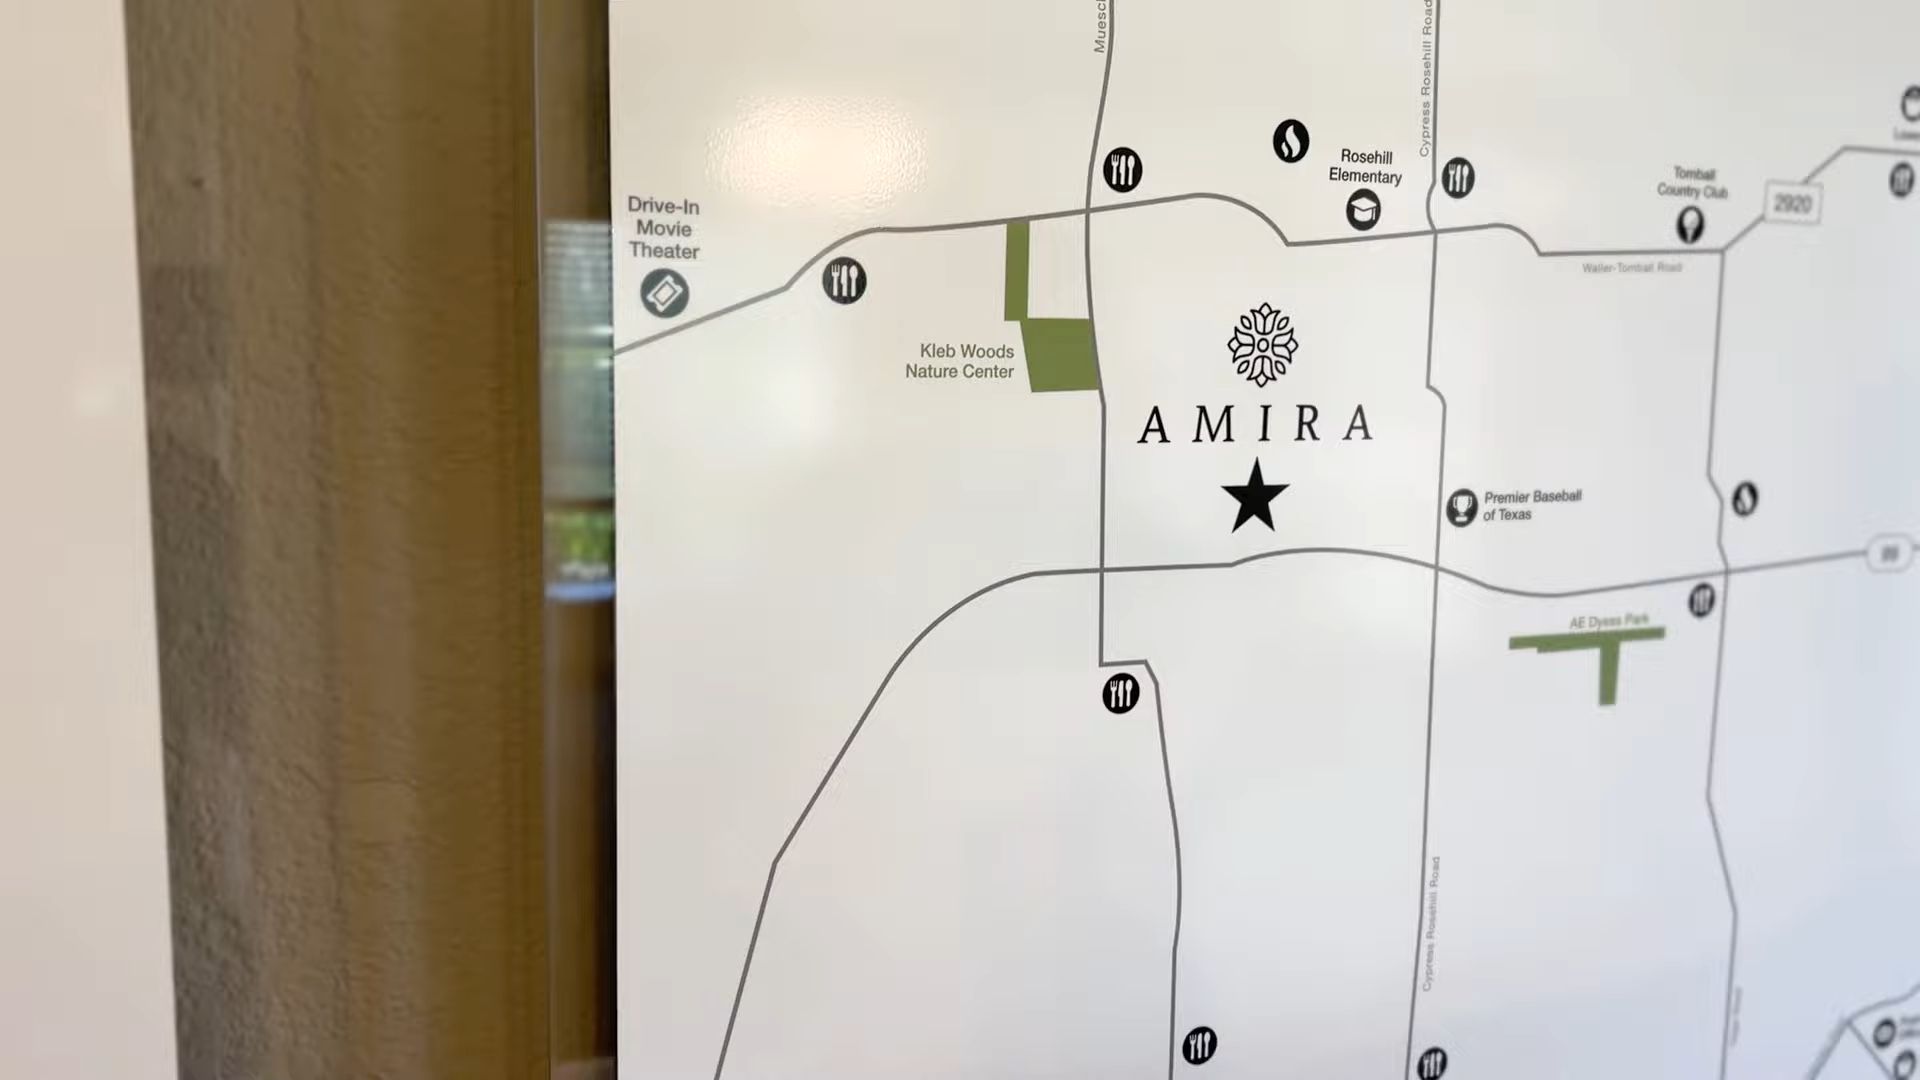 Cypress Rosehill Road
Rosehill
Elementary
Tomball
Country Club
2920
Drive-In
Movie
Theater
Waller-Tomball Road
Kleb Woods
Nature Center
AMIRA
Premier Baseball
of Texas
99
AE Dyess Park
Cypress Rosehill Road